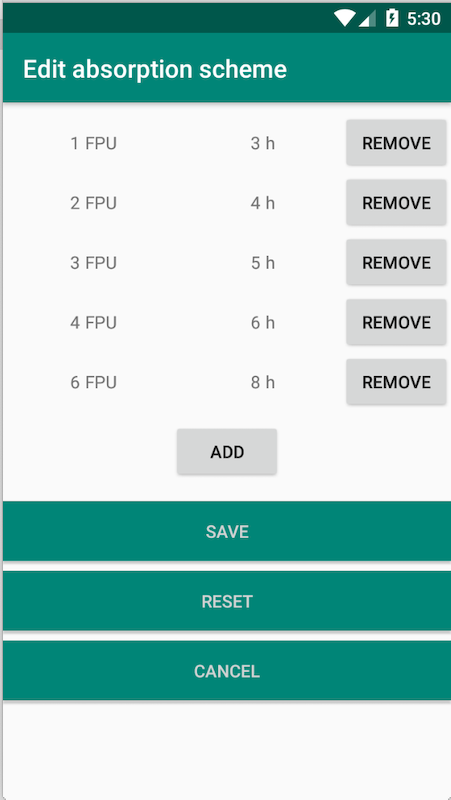 5:30
Edit absorption scheme
1 FPU 3 h REMOVE
2 FPU 4 h REMOVE
3 FPU 5 h REMOVE
4 FPU 6 h REMOVE
6 FPU 8 h REMOVE
ADD
SAVE
RESET
CANCEL